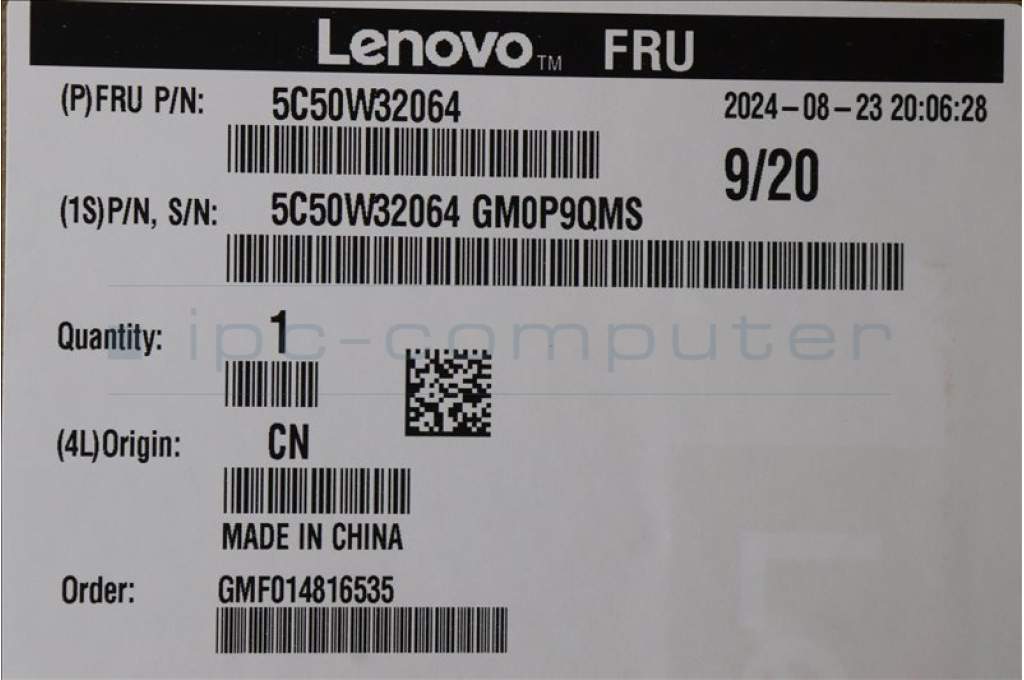 Lenovo™ FRU
(P)FRU P/N: 5C50W32064 2024-08-23 20:06:28
9/20
(1S)P/N, S/N: 5C50W32064 GM0P9QMS
Quantity: 1
ipc-computer
(4L)Origin: CN
MADE IN CHINA
Order: GMF014816535